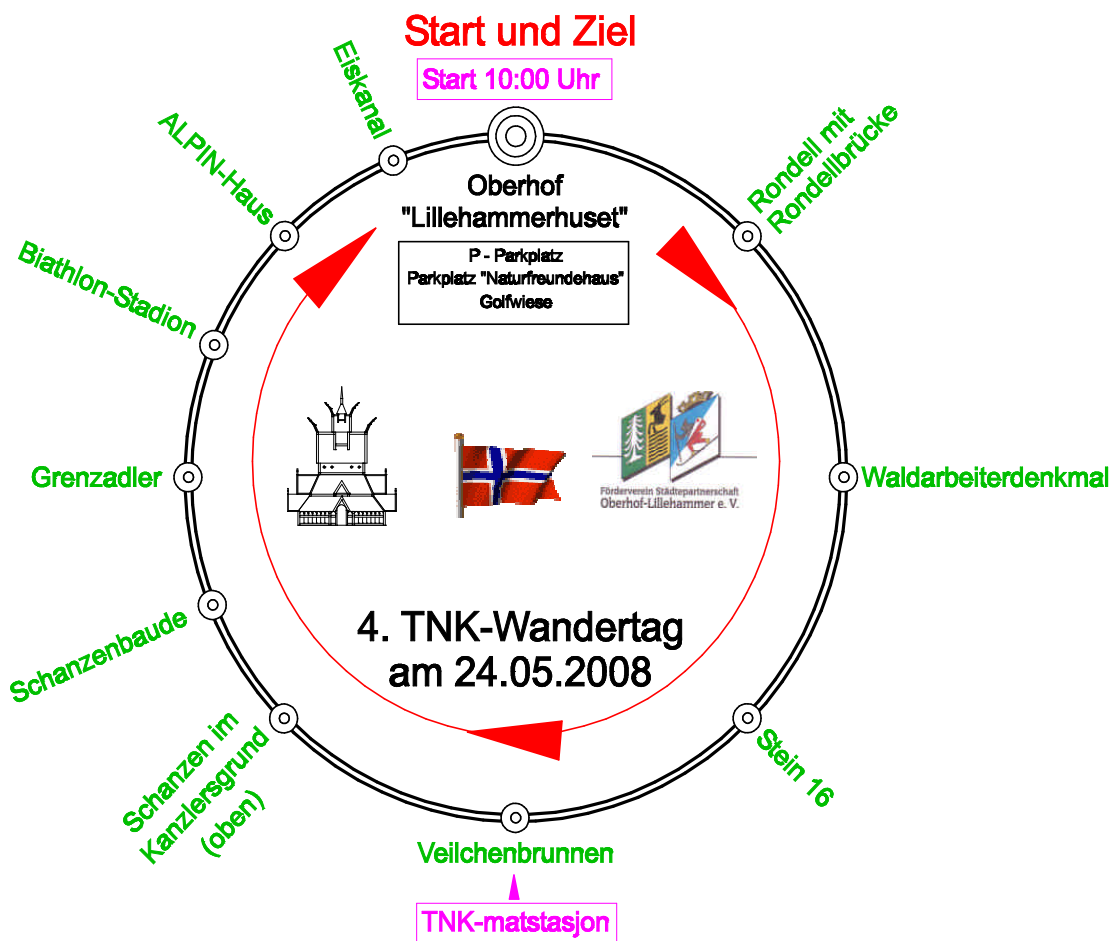 Start und Ziel
Start 10:00 Uhr
Oberhof
"Lillehammerhuset"
P - Parkplatz
Parkplatz "Naturfreundehaus"
Golfwiese
Rondell mit
Rondellbrücke
Waldarbeiterdenkmal
Stein 16
Veilchenbrunnen
TNK-matstasjon
Schanzen im
Kanzlersgrund
(oben)
Schanzenbaude
Grenzadler
Biathlon-Stadion
ALPIN-Haus
Eiskanal
Förderverein Städtepartnerschaft
Oberhof-Lillehammer e. V.
4. TNK-Wandertag
am 24.05.2008